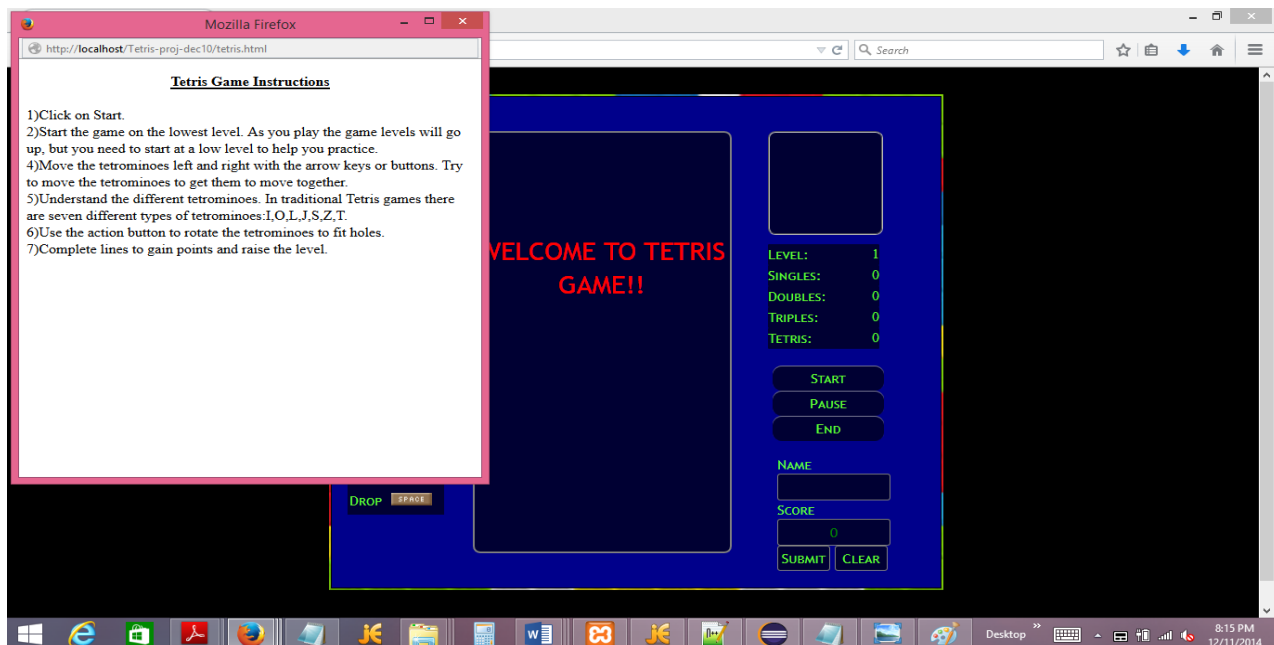 Mozilla Firefox
http://localhost/Tetris-proj-dec10/tetris.html
Search
Tetris Game Instructions
1)Click on Start.
2)Start the game on the lowest level. As you play the game levels will go
up, but you need to start at a low level to help you practice.
4)Move the tetrominoes left and right with the arrow keys or buttons. Try
to move the tetrominoes to get them to move together.
5)Understand the different tetrominoes. In traditional Tetris games there
are seven different types of tetrominoes:I,O,L,J,S,Z,T.
6)Use the action button to rotate the tetrominoes to fit holes.
7)Complete lines to gain points and raise the level.
WELCOME TO TETRIS
GAME!!
LEVEL: 1
SINGLES: 0
DOUBLES: 0
TRIPLES: 0
TETRIS: 0
START
PAUSE
END
NAME
DROP SPACE
SCORE
0
SUBMIT CLEAR
Desktop
8:15 PM
12/11/2014